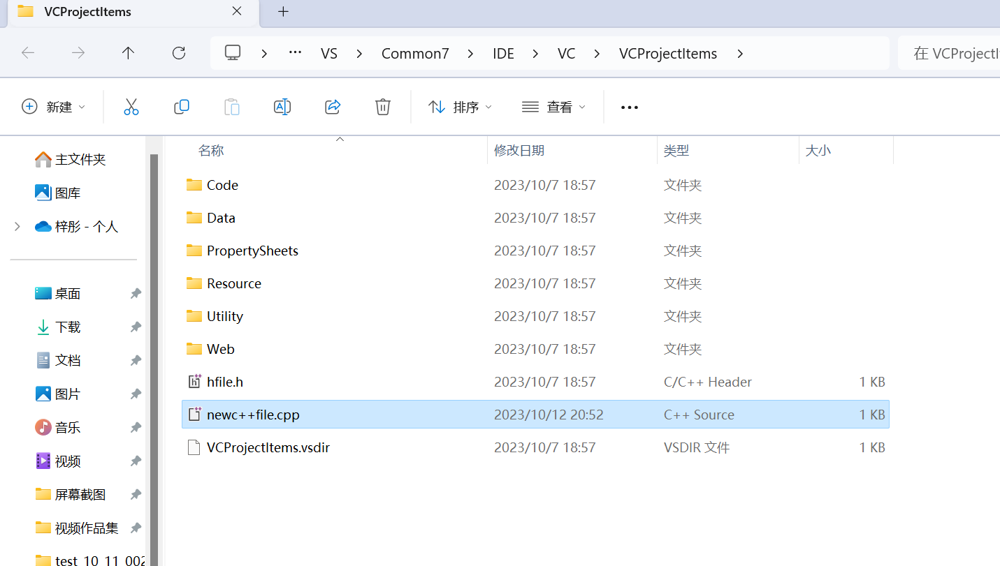 VCProjectItems
VS Common7 IDE VC VCProjectItems 在 VCProjectI
新建 排序 查看
名称 修改日期 类型 大小
主文件夹
图库
梓彤 - 个人
桌面
下载
文档
图片
音乐
视频
屏幕截图
视频作品集
test_10_11_002
Code 2023/10/7 18:57 文件夹
Data 2023/10/7 18:57 文件夹
PropertySheets 2023/10/7 18:57 文件夹
Resource 2023/10/7 18:57 文件夹
Utility 2023/10/7 18:57 文件夹
Web 2023/10/7 18:57 文件夹
hfile.h 2023/10/7 18:57 C/C++ Header 1 KB
newc++file.cpp 2023/10/12 20:52 C++ Source 1 KB
VCProjectItems.vsdir 2023/10/7 18:57 VSDIR 文件 1 KB